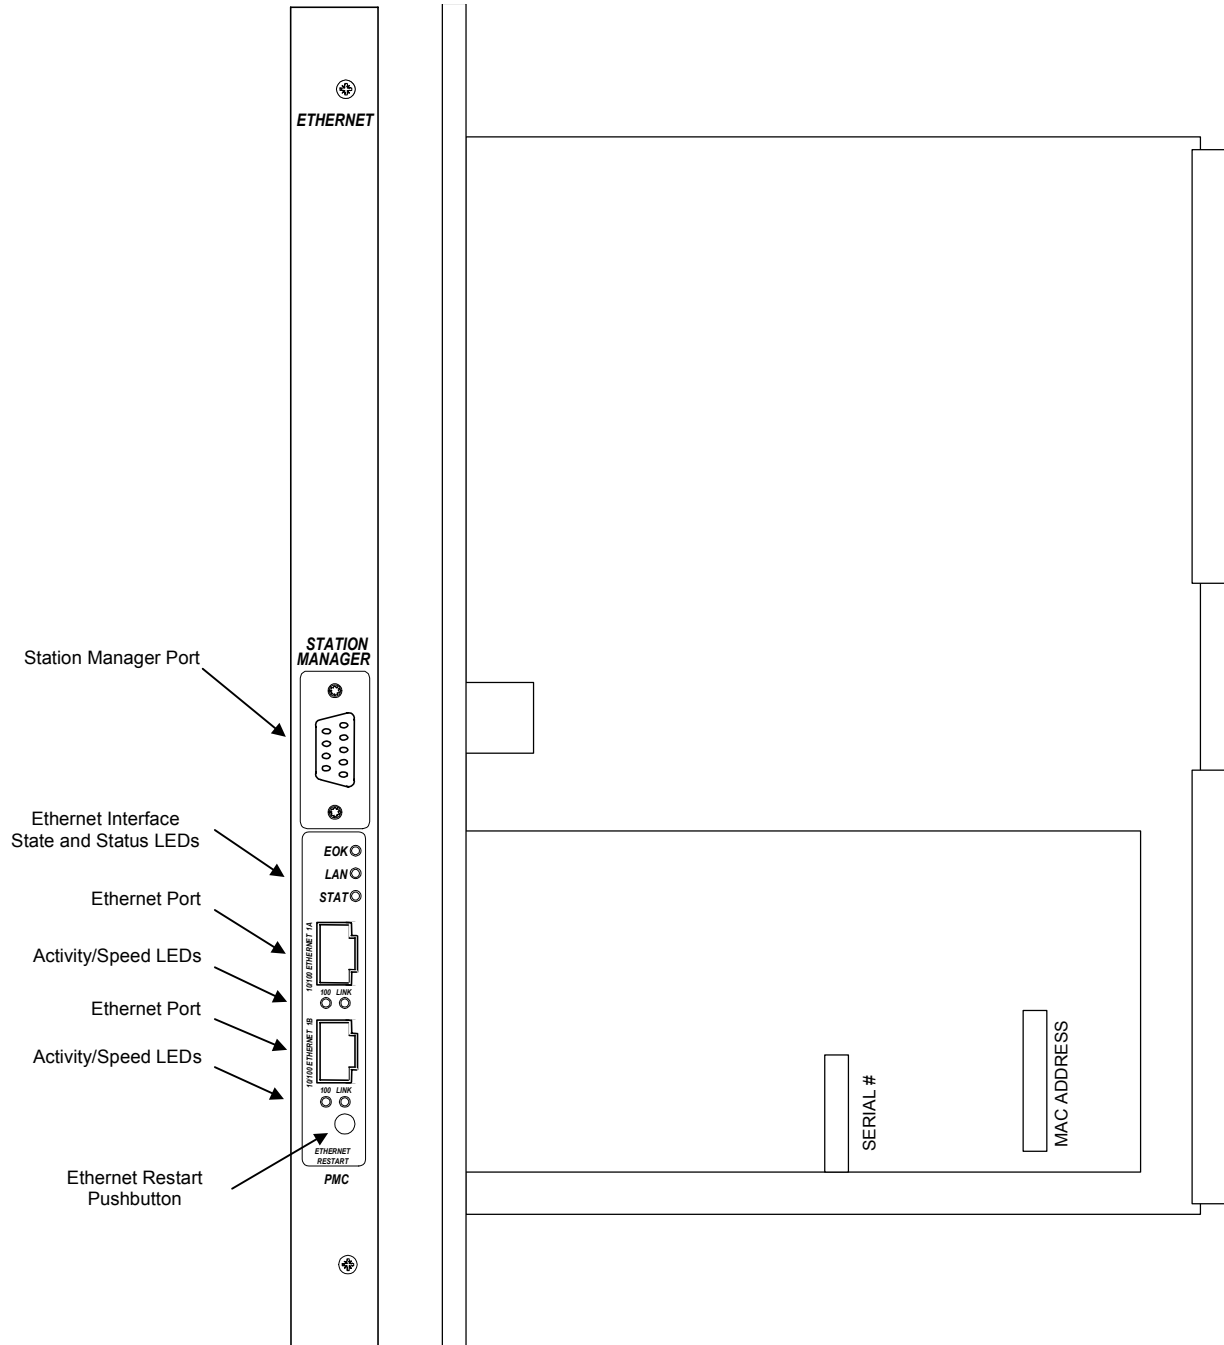 ETHERNET
STATION
MANAGER
Station Manager Port
Ethernet Interface
State and Status LEDs
EOK
LAN
STAT
Ethernet Port
10/100 ETHERNET 1A
Activity/Speed LEDs
100 LINK
Ethernet Port
10/100 ETHERNET 1B
Activity/Speed LEDs
100 LINK
ETHERNET
RESTART
Ethernet Restart
Pushbutton
PMC
SERIAL #
MAC ADDRESS